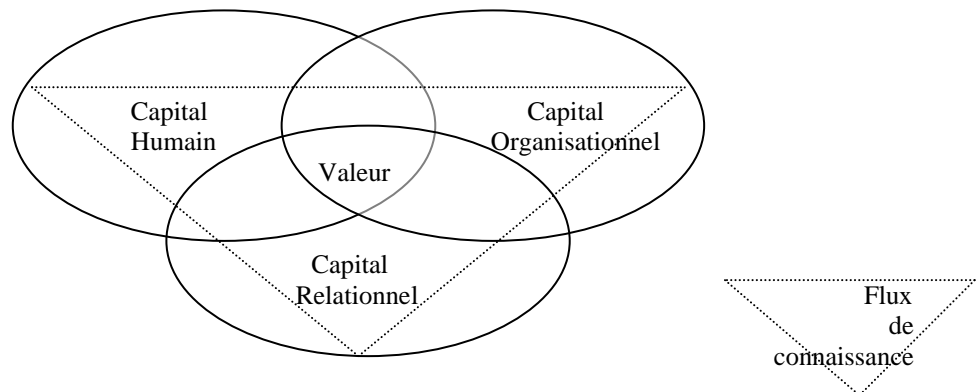 Capital
Humain
Capital
Organisationnel
Valeur
Capital
Relationnel
Flux
de
connaissance